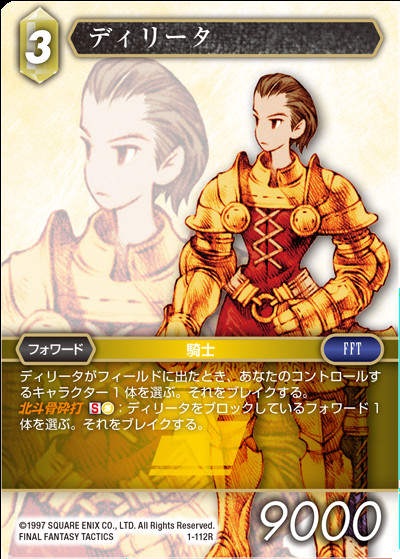 3
ディリータ
フォワード
騎士
FFT
ディリータがフィールドに出たとき、あなたのコントロールす
るキャラクター１体を選ぶ。それをブレイクする。
北斗骨砕打 S：ディリータをブロックしているフォワード１
体を選ぶ。それをブレイクする。
©1997 SQUARE ENIX CO., LTD. All Rights Reserved.
FINAL FANTASY TACTICS
1-112R
9000